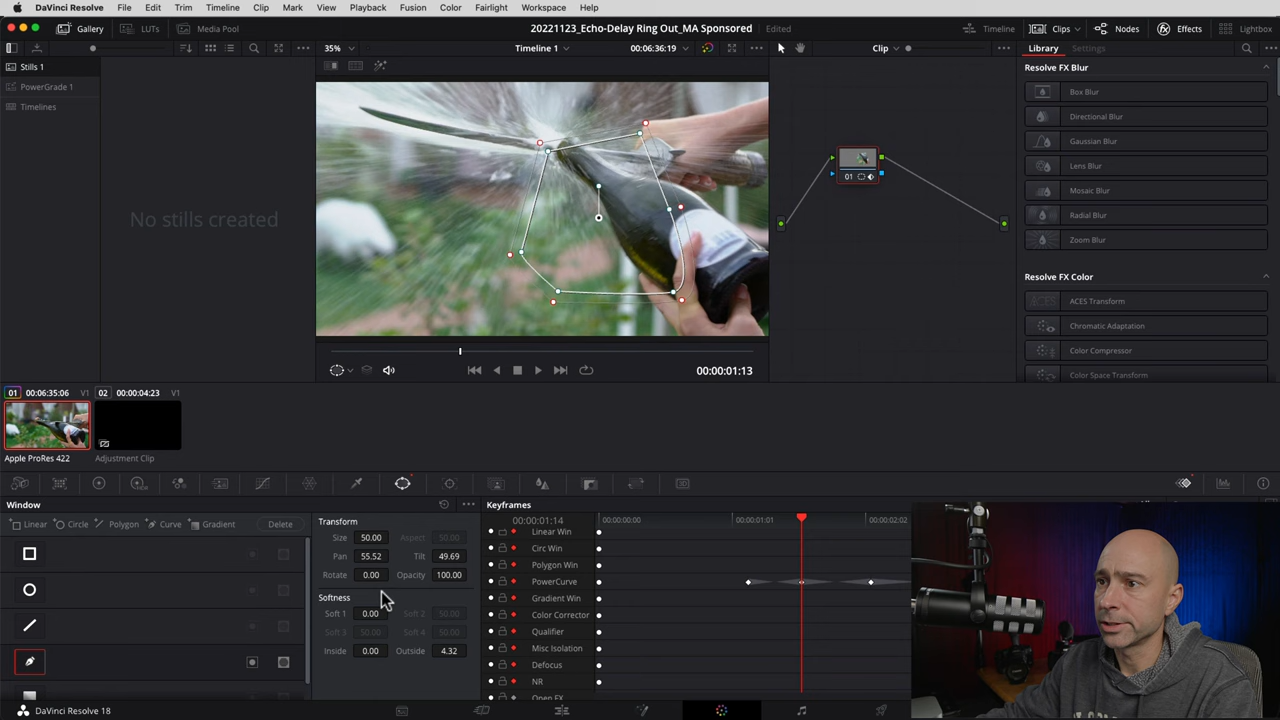 DaVinci Resolve File Edit Trim Timeline Clip Mark View Playback Fusion Color Fairlight Workspace Help
Gallery LUTs Media Pool 20221123_Echo-Delay Ring Out_MA Sponsored Edited Timeline Clips Nodes Effects Lightbox
35% Timeline 1 00:06:36:19 Clip Library Settings
Stills 1
PowerGrade 1
Timelines
No stills created
01
Resolve FX Blur
Box Blur
Directional Blur
Gaussian Blur
Lens Blur
Mosaic Blur
Radial Blur
Zoom Blur
Resolve FX Color
ACES Transform
Chromatic Adaptation
Color Compressor
Color Space Transform
00:00:01:13
01 00:06:35:06 V1 02 00:00:04:23 V1
Apple ProRes 422 Adjustment Clip
Window
Linear Circle Polygon Curve Gradient Delete
Transform
Size 50.00 Aspect 50.00
Pan 55.52 Tilt 49.69
Rotate 0.00 Opacity 100.00
Softness
Soft 1 0.00 Soft 2 50.00
Soft 3 50.00 Soft 4 50.00
Inside 0.00 Outside 4.32
Keyframes
00:00:01:14 00:00:00:00 00:00:01:01 00:00:02:02
Linear Win
Circ Win
Polygon Win
PowerCurve
Gradient Win
Color Corrector
Qualifier
Misc Isolation
Defocus
NR
Open FX
DaVinci Resolve 18